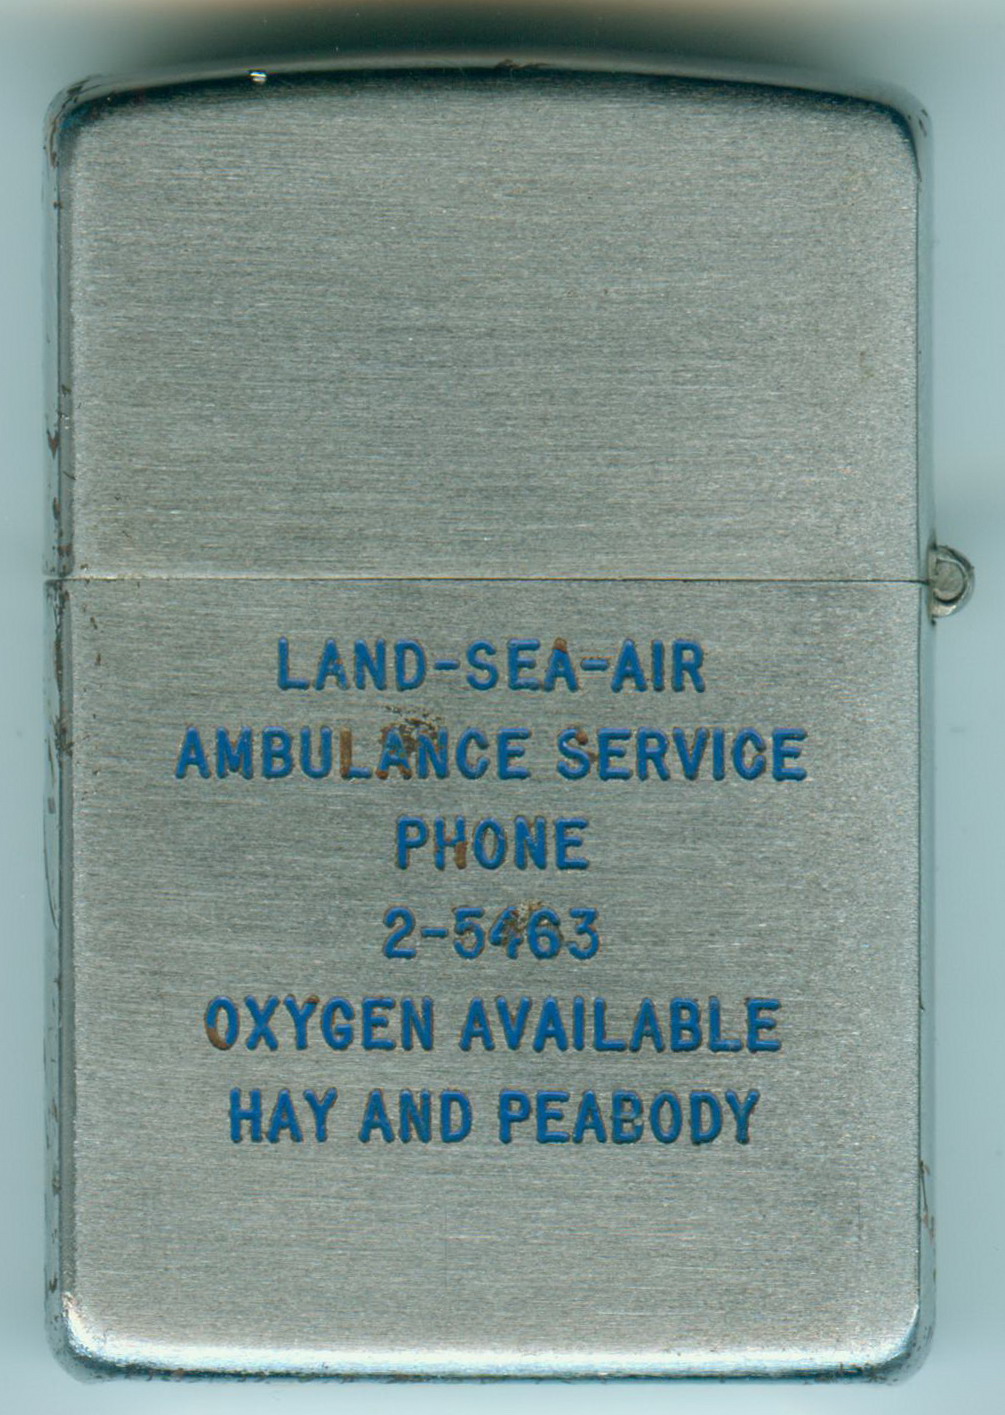 LAND-SEA-AIR
AMBULANCE SERVICE
PHONE
2-5463
OXYGEN AVAILABLE
HAY AND PEABODY